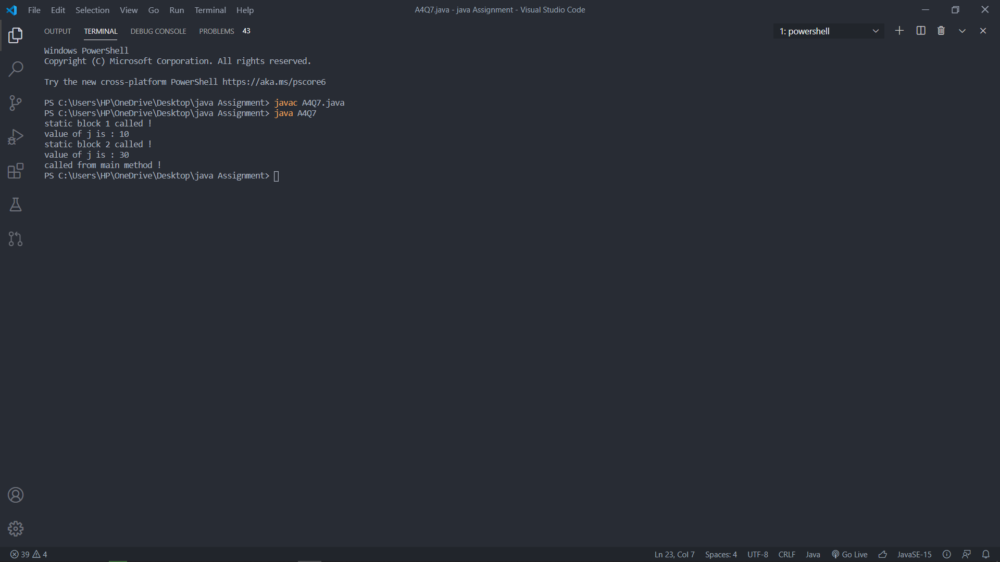 File Edit Selection View Go Run Terminal Help
A4Q7.java - java Assignment - Visual Studio Code
OUTPUT TERMINAL DEBUG CONSOLE PROBLEMS 43
1: powershell
Windows PowerShell
Copyright (C) Microsoft Corporation. All rights reserved.
Try the new cross-platform PowerShell https://aka.ms/pscore6
PS C:\Users\HP\OneDrive\Desktop\java Assignment> javac A4Q7.java
PS C:\Users\HP\OneDrive\Desktop\java Assignment> java A4Q7
static block 1 called !
value of j is : 10
static block 2 called !
value of j is : 30
called from main method !
PS C:\Users\HP\OneDrive\Desktop\java Assignment>
39 4
Ln 23, Col 7 Spaces: 4 UTF-8 CRLF Java Go Live JavaSE-15